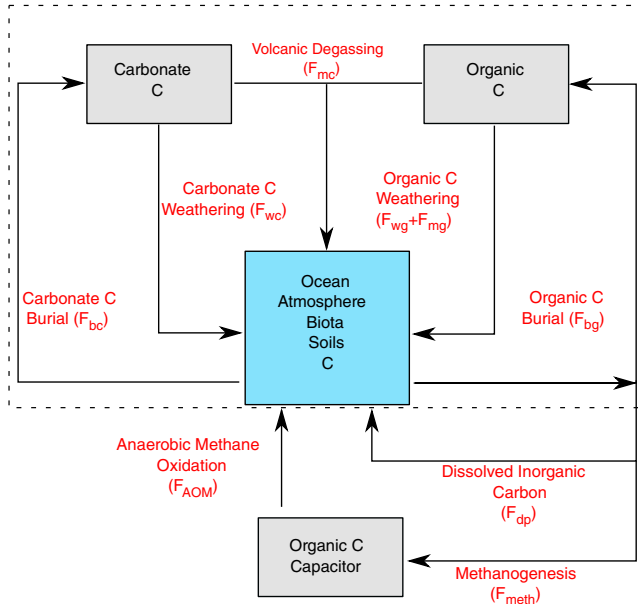 Carbonate
C
Volcanic Degassing
(Fmc)
Organic
C
Carbonate C
Weathering (Fwc)
Organic C
Weathering
(Fwg+Fmg)
Ocean
Atmosphere
Biota
Soils
C
Carbonate C
Burial (Fbc)
Organic C
Burial (Fbg)
Anaerobic Methane
Oxidation
(FAOM)
Dissolved Inorganic
Carbon
(Fdp)
Organic C
Capacitor
Methanogenesis
(Fmeth)